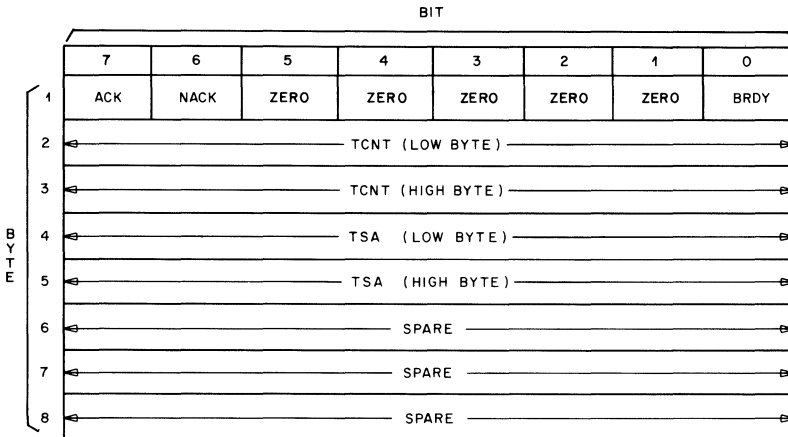 BIT
7 6 5 4 3 2 1 0
1 ACK NACK ZERO ZERO ZERO ZERO ZERO BRDY
2 TCNT (LOW BYTE)
3 TCNT (HIGH BYTE)
4 TSA (LOW BYTE)
5 TSA (HIGH BYTE)
6 SPARE
7 SPARE
8 SPARE
BYTE